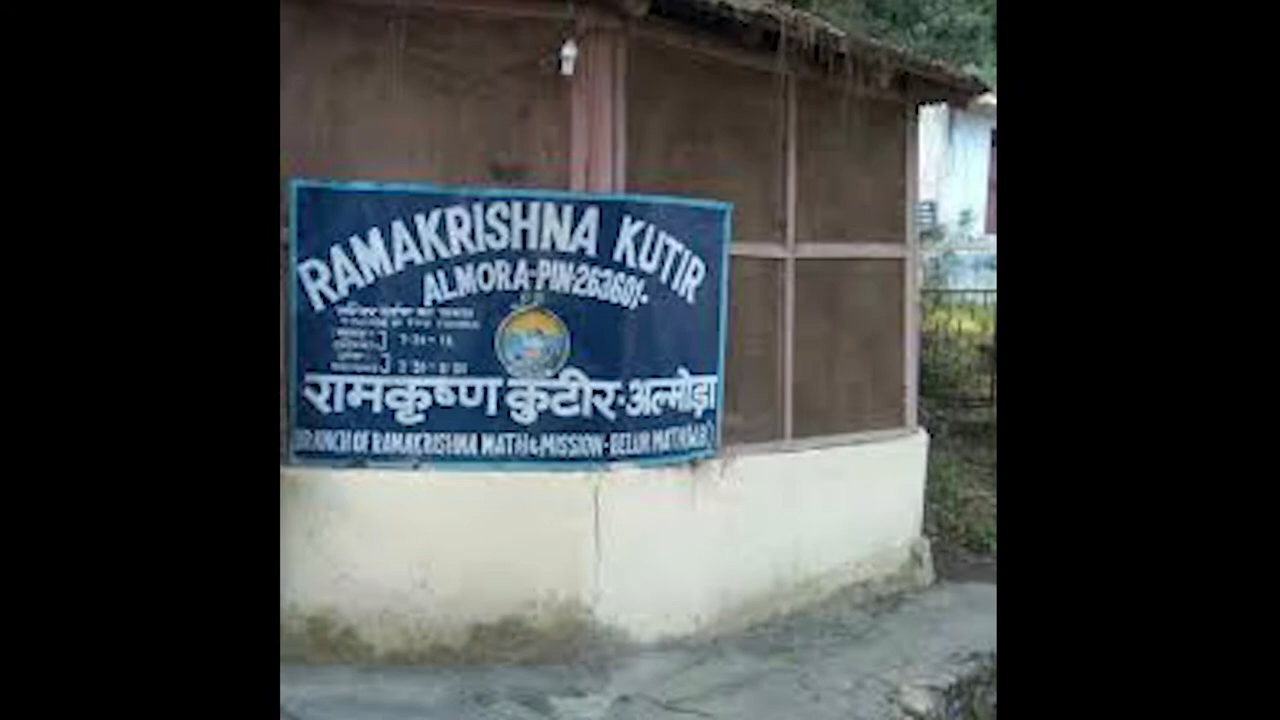 RAMAKRISHNA KUTIR
ALMORA-PIN-263601-
रामकृष्ण कुटीर-अल्मोड़ा
BRANCH OF RAMAKRISHNA MATH & MISSION-BELUR MATH(W.B.)